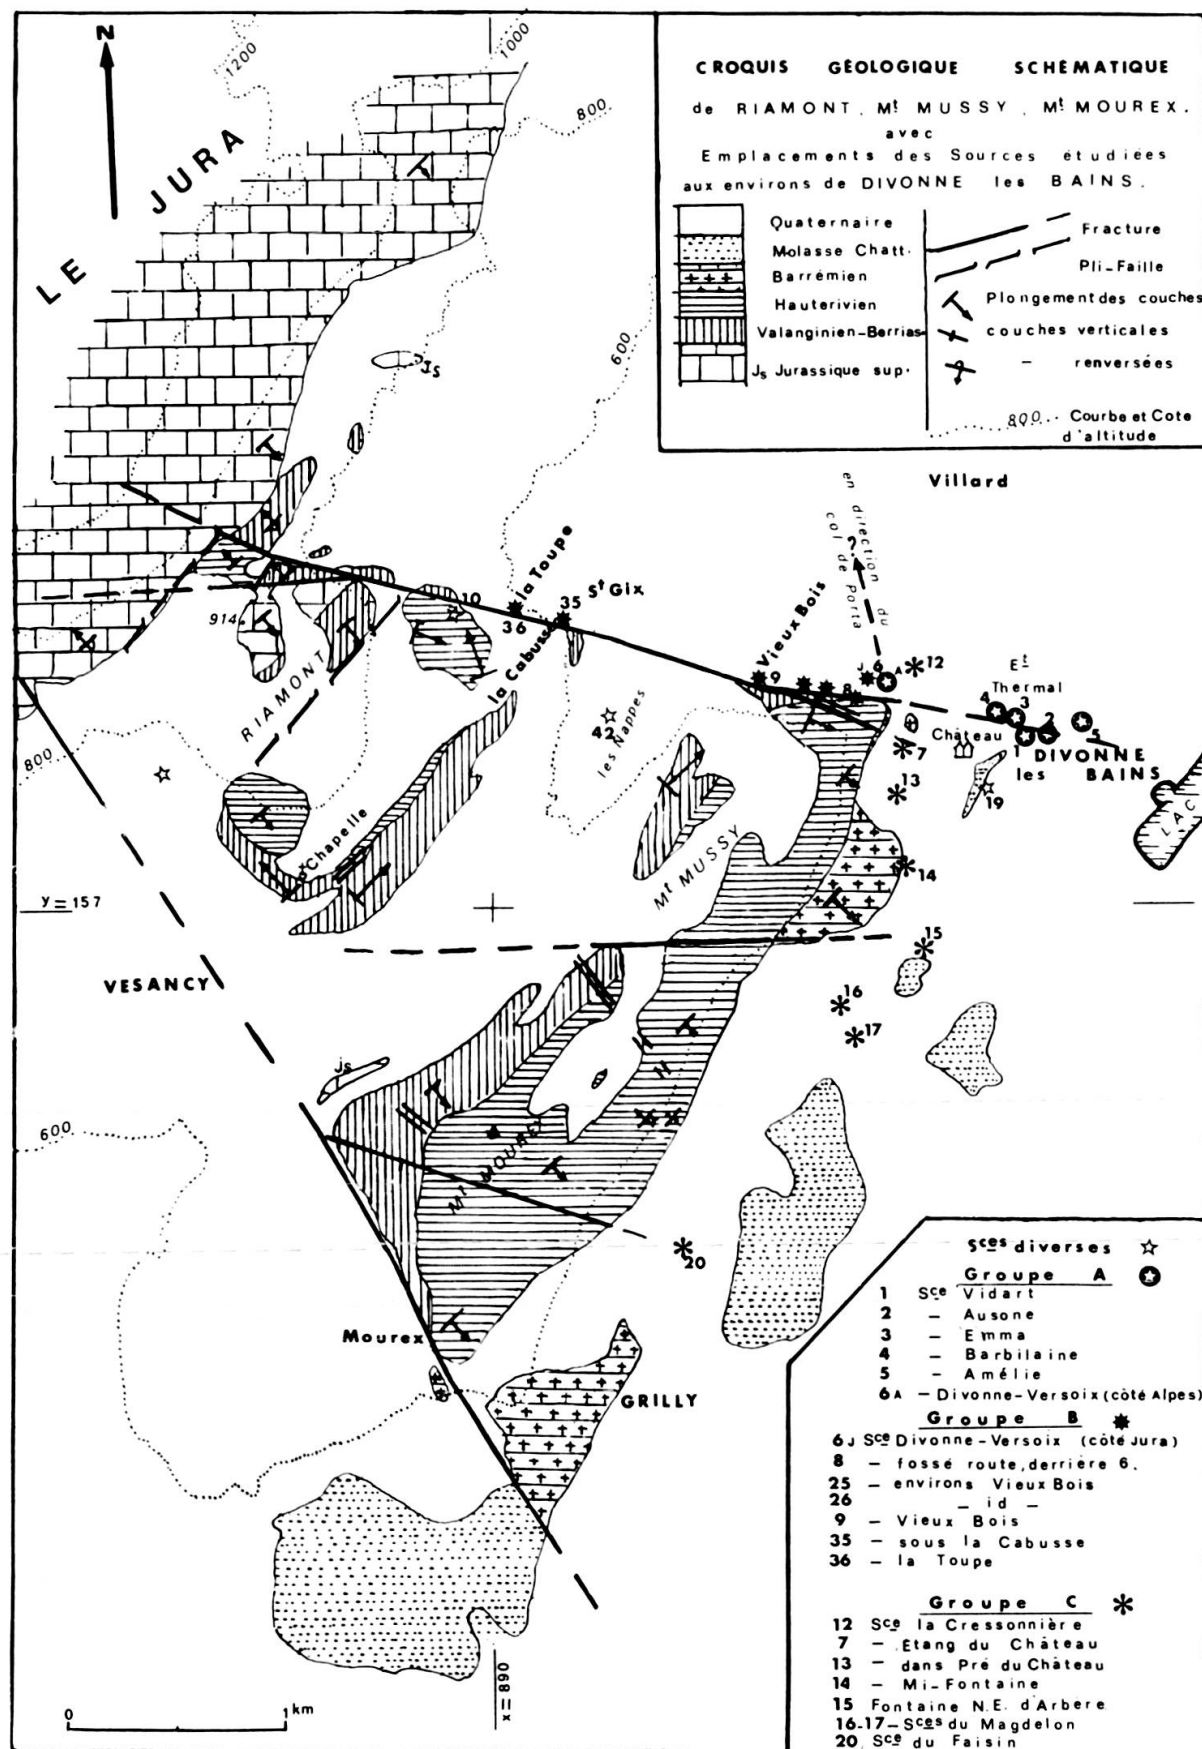 CROQUIS GÉOLOGIQUE SCHÉMATIQUE
de RIAMONT, Mt MUSSY, Mt MOUREX.
avec
Emplacements des Sources étudiées
aux environs de DIVONNE les BAINS.
Quaternaire
Molasse Chatt.
Barrémien
Hauterivien
Valanginien-Berrias
Js Jurassique sup.
Fracture
Pli-Faille
Plongement des couches
couches verticales
- renversées
800 Courbe et Cote
d'altitude
N
1200
1000
800
LE JURA
Js
600
Villard
en direction du
col de Porta
?
la Toupe
36
35
St Gix
10
la Cabusse
914
RIAMONT
Vieux Bois
9
8
J
6
A
12
Et
Thermal
4
3
Château
1
2
5
DIVONNE
les BAINS
7
13
19
LAC
42
les Nappes
800
la Chapelle
Mt MUSSY
14
y = 157
15
VESANCY
16
17
Js
600
Mt MOUREX
20
Mourex
GRILLY
x = 890
0 1 km
Sces diverses
Groupe A
1 Sce Vidart
2 - Ausone
3 - Emma
4 - Barbilaine
5 - Amélie
6A - Divonne-Versoix (côté Alpes)
Groupe B
6J Sce Divonne-Versoix (côté Jura)
8 - fossé route, derrière 6.
25 - environs Vieux Bois
26 - id -
9 - Vieux Bois
35 - sous la Cabusse
36 - la Toupe
Groupe C
12 Sce la Cressonnière
7 - Étang du Château
13 - dans Pré du Château
14 - Mi-Fontaine
15 Fontaine N.E. d'Arbère
16-17-Sces du Magdelon
20 Sce du Faisin